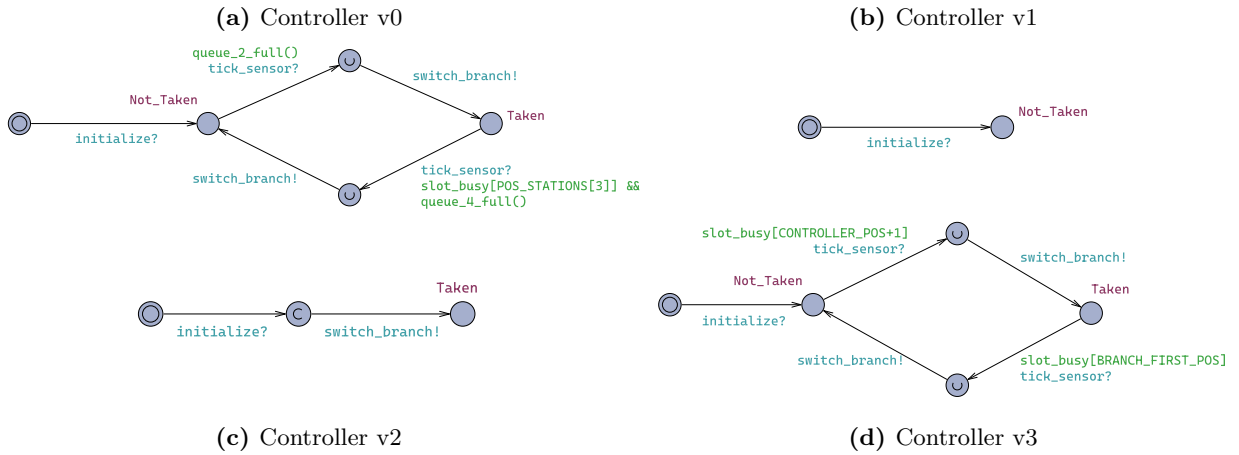 (a) Controller v0
(b) Controller v1
queue_2_full()
tick_sensor?
switch_branch!
Not_Taken
Taken
initialize?
switch_branch!
tick_sensor?
slot_busy[POS_STATIONS[3]] &&
queue_4_full()
Not_Taken
initialize?
Taken
initialize?
switch_branch!
slot_busy[CONTROLLER_POS+1]
tick_sensor?
switch_branch!
Not_Taken
Taken
initialize?
switch_branch!
slot_busy[BRANCH_FIRST_POS]
tick_sensor?
(c) Controller v2
(d) Controller v3